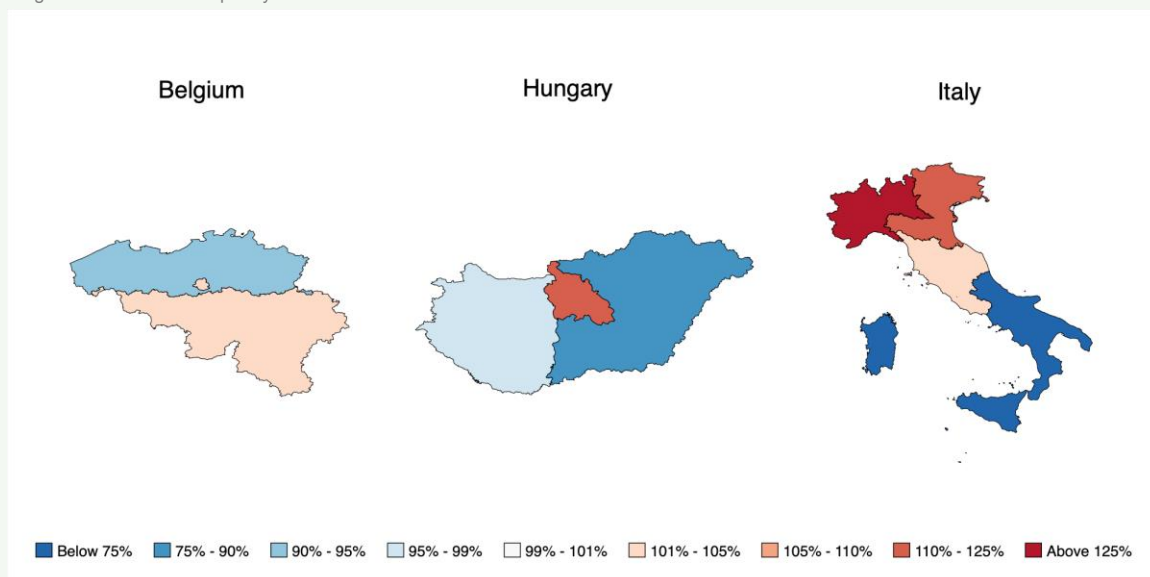 Belgium
Hungary
Italy
Below 75%
75% - 90%
90% - 95%
95% - 99%
99% - 101%
101% - 105%
105% - 110%
110% - 125%
Above 125%